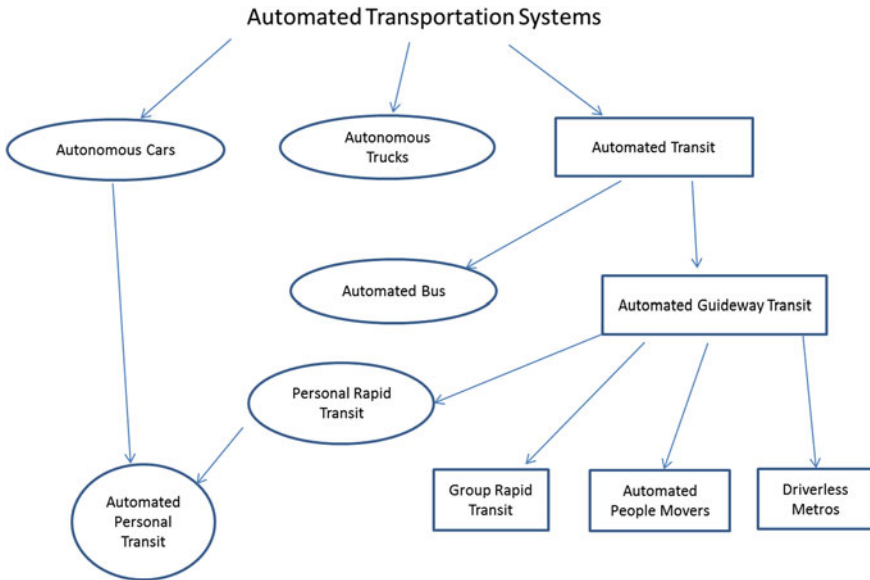 Automated Transportation Systems
Autonomous Cars
Autonomous
Trucks
Automated Transit
Automated Bus
Automated Guideway Transit
Personal Rapid
Transit
Group Rapid
Transit
Automated
People Movers
Driverless
Metros
Automated
Personal
Transit